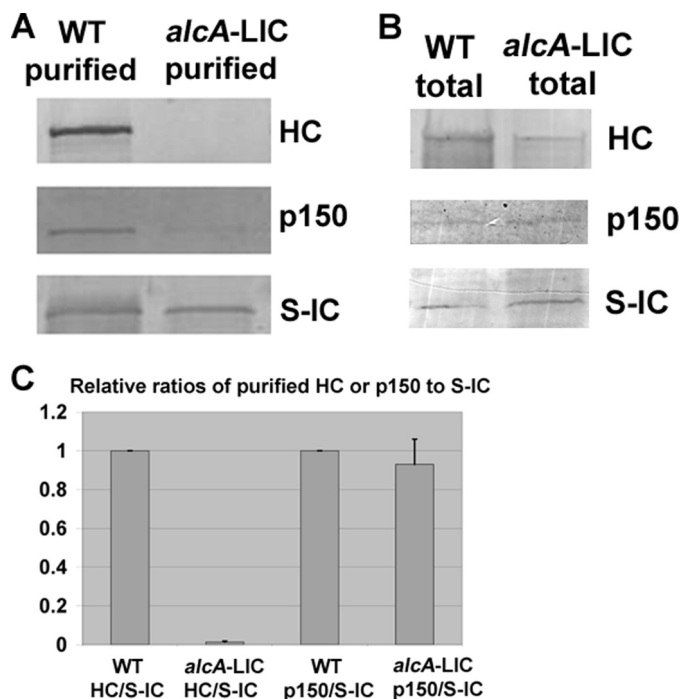 A
WT purified
alcA-LIC purified
HC
p150
S-IC
B
WT total
alcA-LIC total
HC
p150
S-IC
C
Relative ratios of purified HC or p150 to S-IC
1.2
1
0.8
0.6
0.4
0.2
0
WT HC/S-IC
alcA-LIC HC/S-IC
WT p150/S-IC
alcA-LIC p150/S-IC